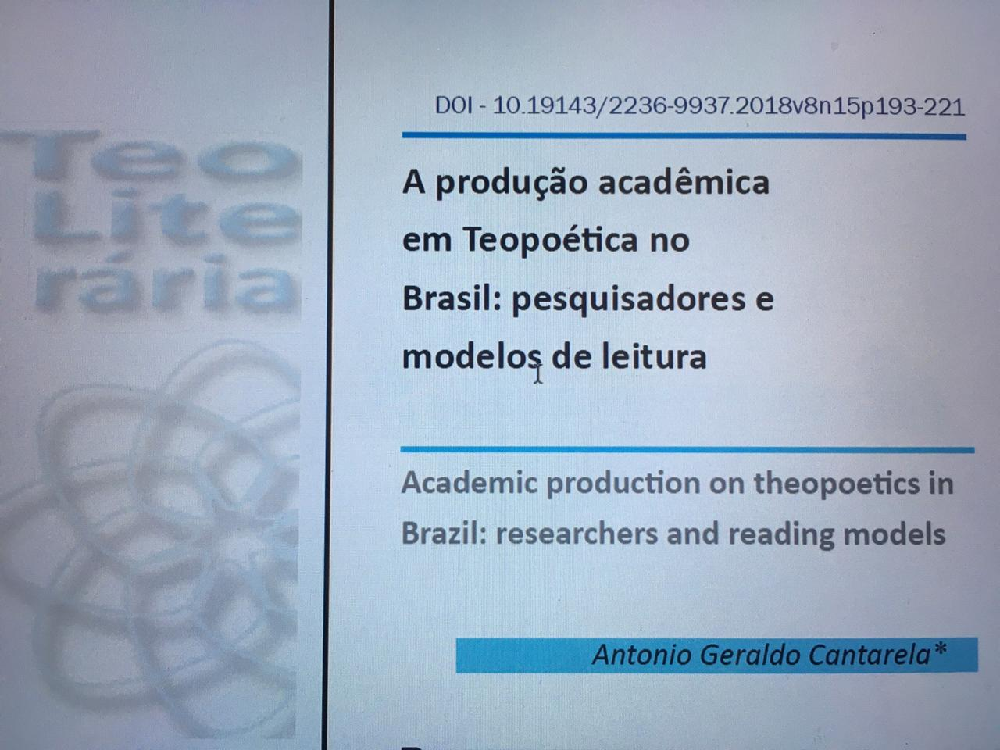 Teo
Lite
rária
DOI - 10.19143/2236-9937.2018v8n15p193-221
A produção acadêmica
em Teopoética no
Brasil: pesquisadores e
modelos de leitura
Academic production on theopoetics in
Brazil: researchers and reading models
Antonio Geraldo Cantarela*